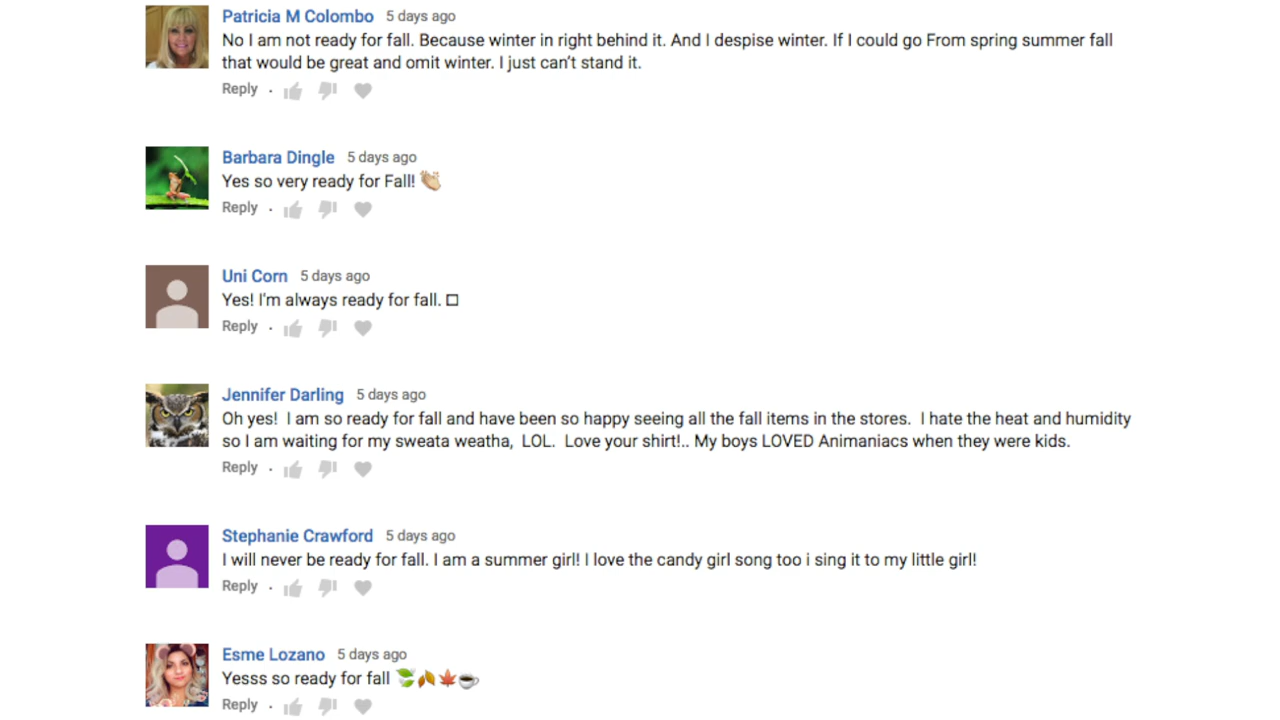 Patricia M Colombo 5 days ago
No I am not ready for fall. Because winter in right behind it. And I despise winter. If I could go From spring summer fall
that would be great and omit winter. I just can't stand it.
Reply ·
Barbara Dingle 5 days ago
Yes so very ready for Fall! 👏🏼
Reply ·
Uni Corn 5 days ago
Yes! I'm always ready for fall. □
Reply ·
Jennifer Darling 5 days ago
Oh yes!  I am so ready for fall and have been so happy seeing all the fall items in the stores.  I hate the heat and humidity
so I am waiting for my sweata weatha,  LOL.  Love your shirt!.. My boys LOVED Animaniacs when they were kids.
Reply ·
Stephanie Crawford 5 days ago
I will never be ready for fall. I am a summer girl! I love the candy girl song too i sing it to my little girl!
Reply ·
Esme Lozano 5 days ago
Yesss so ready for fall 🍃🍂🍁☕
Reply ·